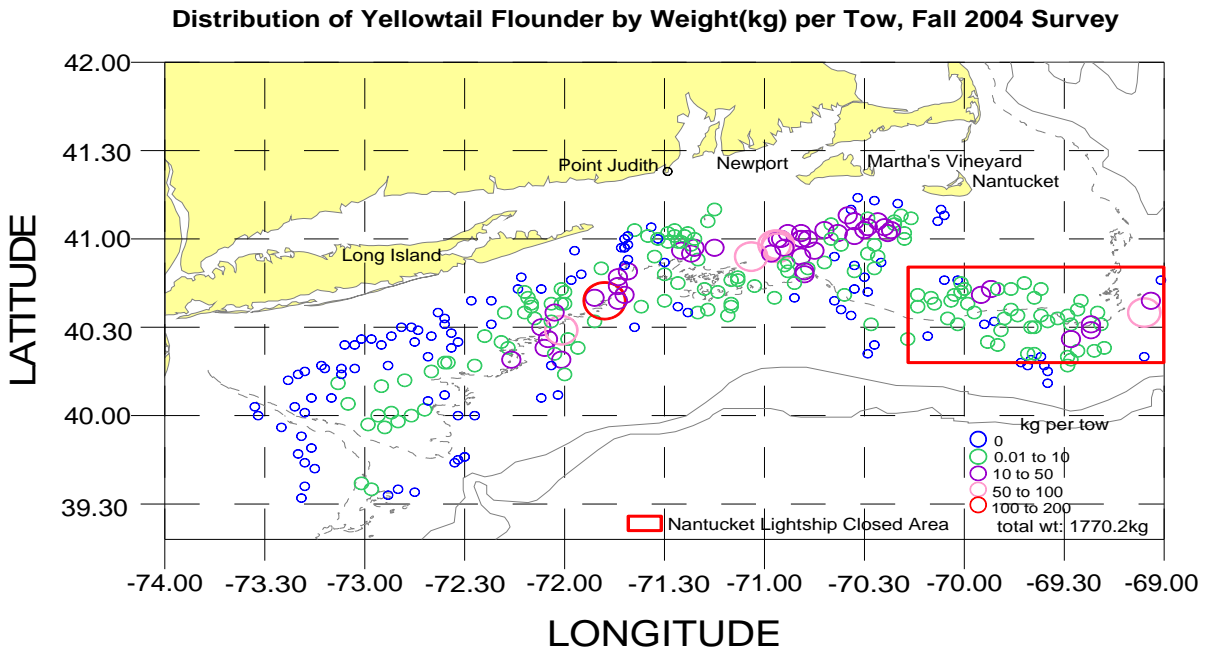 Distribution of Yellowtail Flounder by Weight(kg) per Tow, Fall 2004 Survey
LATITUDE
42.00
41.30
41.00
40.30
40.00
39.30
Point Judith
Newport
Martha's Vineyard
Nantucket
Long Island
kg per tow
0
0.01 to 10
10 to 50
50 to 100
100 to 200
total wt: 1770.2kg
Nantucket Lightship Closed Area
-74.00 -73.30 -73.00 -72.30 -72.00 -71.30 -71.00 -70.30 -70.00 -69.30 -69.00
LONGITUDE